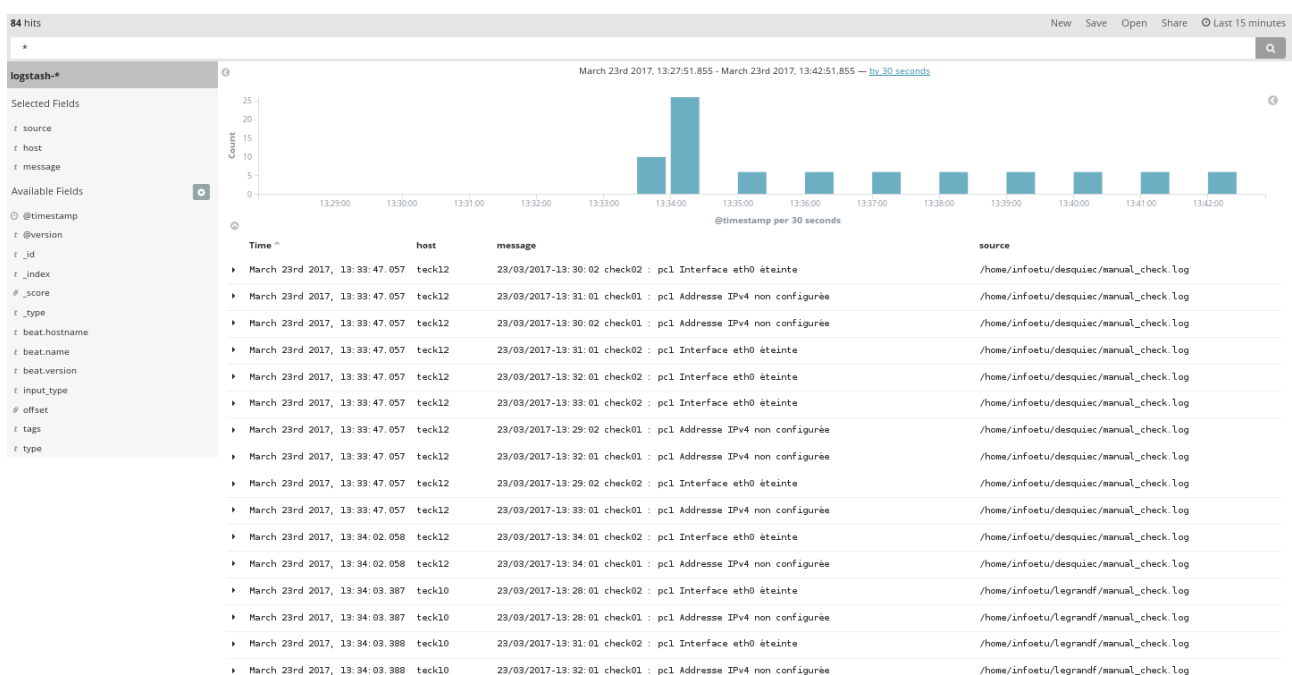 84 hits
New Save Open Share Last 15 minutes
*
logstash-*
March 23rd 2017, 13:27:51.855 - March 23rd 2017, 13:42:51.855 — by 30 seconds
Selected Fields
t source
t host
t message
Available Fields
@timestamp
t @version
t _id
t _index
# _score
t _type
t beat.hostname
t beat.name
t beat.version
t input_type
# offset
t tags
t type
Count
25
20
15
10
5
0
13:29:00 13:30:00 13:31:00 13:32:00 13:33:00 13:34:00 13:35:00 13:36:00 13:37:00 13:38:00 13:39:00 13:40:00 13:41:00 13:42:00
@timestamp per 30 seconds
Time host message source
March 23rd 2017, 13:33:47.057 teck12 23/03/2017-13:30:02 check02 : pc1 Interface eth0 éteinte /home/infoetu/desquiec/manual_check.log
March 23rd 2017, 13:33:47.057 teck12 23/03/2017-13:31:01 check01 : pc1 Addresse IPv4 non configurée /home/infoetu/desquiec/manual_check.log
March 23rd 2017, 13:33:47.057 teck12 23/03/2017-13:30:02 check01 : pc1 Addresse IPv4 non configurée /home/infoetu/desquiec/manual_check.log
March 23rd 2017, 13:33:47.057 teck12 23/03/2017-13:31:01 check02 : pc1 Interface eth0 éteinte /home/infoetu/desquiec/manual_check.log
March 23rd 2017, 13:33:47.057 teck12 23/03/2017-13:32:01 check02 : pc1 Interface eth0 éteinte /home/infoetu/desquiec/manual_check.log
March 23rd 2017, 13:33:47.057 teck12 23/03/2017-13:33:01 check02 : pc1 Interface eth0 éteinte /home/infoetu/desquiec/manual_check.log
March 23rd 2017, 13:33:47.057 teck12 23/03/2017-13:29:02 check01 : pc1 Addresse IPv4 non configurée /home/infoetu/desquiec/manual_check.log
March 23rd 2017, 13:33:47.057 teck12 23/03/2017-13:32:01 check01 : pc1 Addresse IPv4 non configurée /home/infoetu/desquiec/manual_check.log
March 23rd 2017, 13:33:47.057 teck12 23/03/2017-13:29:02 check02 : pc1 Interface eth0 éteinte /home/infoetu/desquiec/manual_check.log
March 23rd 2017, 13:33:47.057 teck12 23/03/2017-13:33:01 check01 : pc1 Addresse IPv4 non configurée /home/infoetu/desquiec/manual_check.log
March 23rd 2017, 13:34:02.058 teck12 23/03/2017-13:34:01 check02 : pc1 Interface eth0 éteinte /home/infoetu/desquiec/manual_check.log
March 23rd 2017, 13:34:02.058 teck12 23/03/2017-13:34:01 check01 : pc1 Addresse IPv4 non configurée /home/infoetu/desquiec/manual_check.log
March 23rd 2017, 13:34:03.387 teck10 23/03/2017-13:28:01 check02 : pc1 Interface eth0 éteinte /home/infoetu/legrandf/manual_check.log
March 23rd 2017, 13:34:03.387 teck10 23/03/2017-13:28:01 check01 : pc1 Addresse IPv4 non configurée /home/infoetu/legrandf/manual_check.log
March 23rd 2017, 13:34:03.388 teck10 23/03/2017-13:31:01 check02 : pc1 Interface eth0 éteinte /home/infoetu/legrandf/manual_check.log
March 23rd 2017, 13:34:03.388 teck10 23/03/2017-13:32:01 check01 : pc1 Addresse IPv4 non configurée /home/infoetu/legrandf/manual_check.log